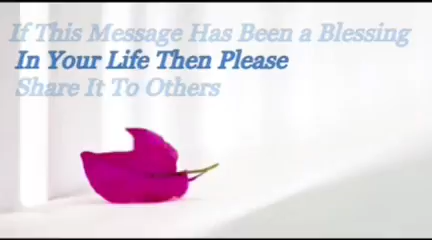 If This Message Has Been a Blessing
In Your Life Then Please
Share It To Others